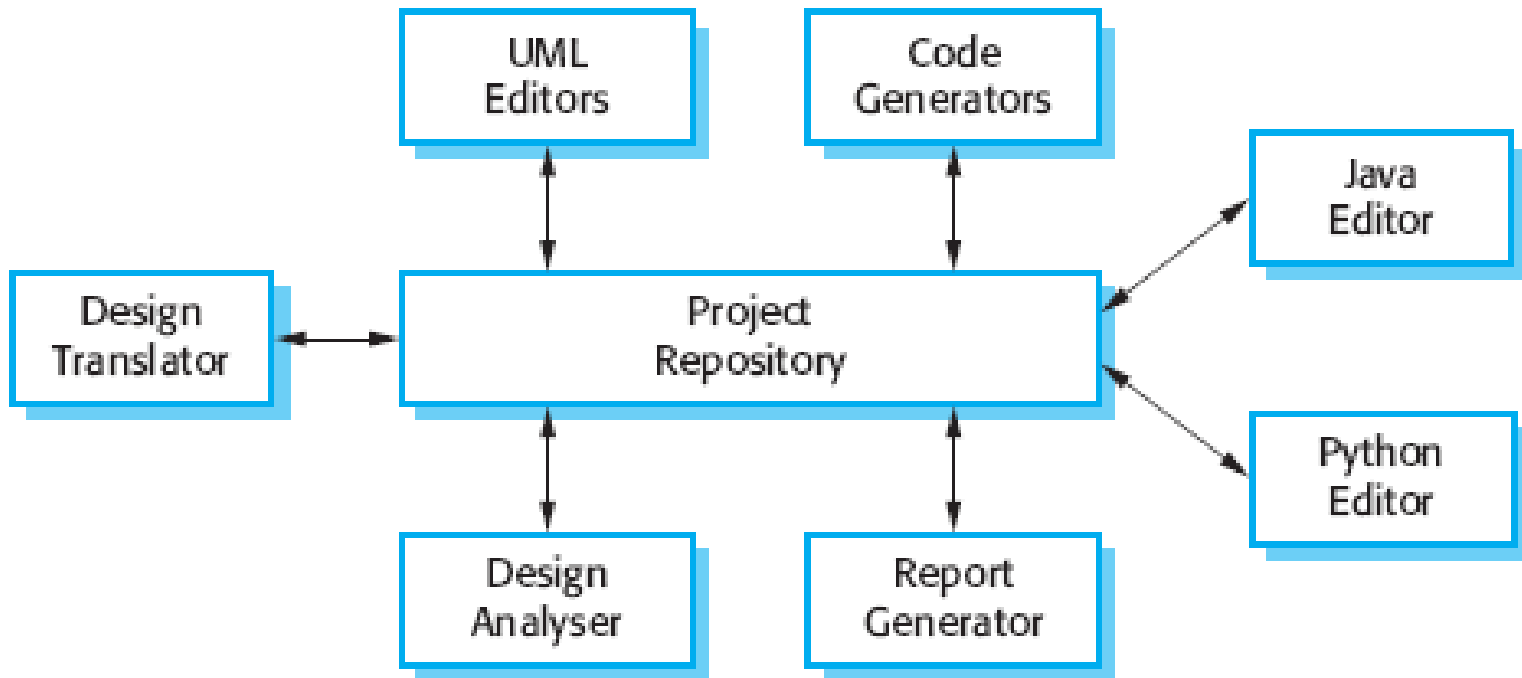 UML
Editors
Code
Generators
Java
Editor
Design
Translator
Project
Repository
Python
Editor
Design
Analyser
Report
Generator